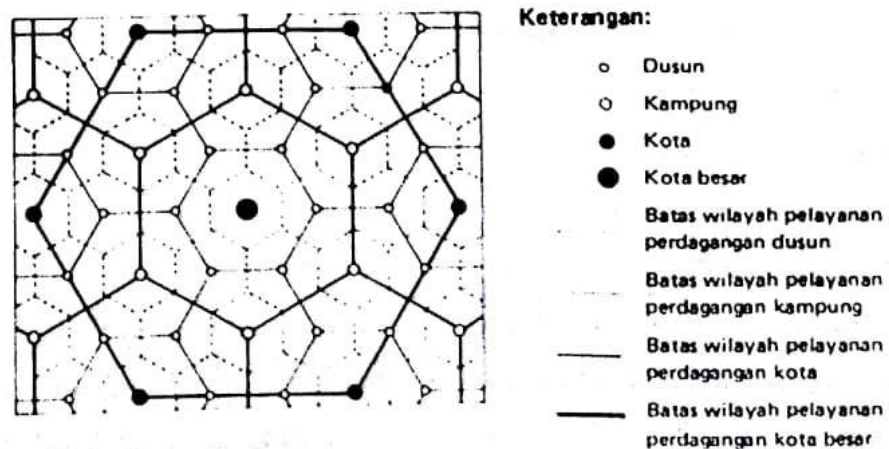 Keterangan:
Dusun
Kampung
Kota
Kota besar
Batas wilayah pelayanan
perdagangan dusun
Batas wilayah pelayanan
perdagangan kampung
Batas wilayah pelayanan
perdagangan kota
Batas wilayah pelayanan
perdagangan kota besar